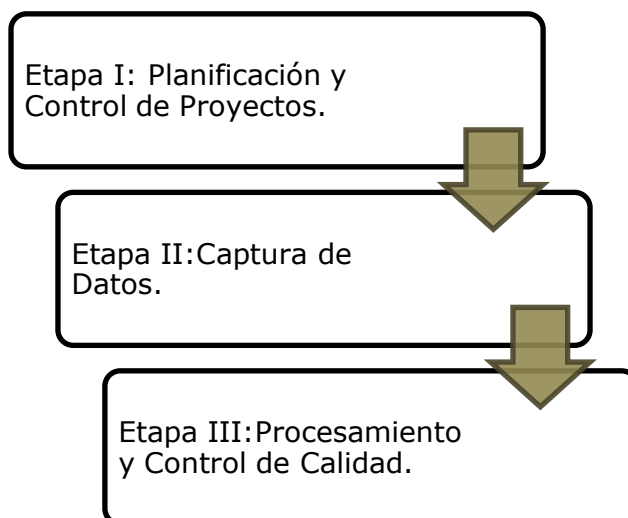 Etapa I: Planificación y
Control de Proyectos.
Etapa II:Captura de
Datos.
Etapa III:Procesamiento
y Control de Calidad.